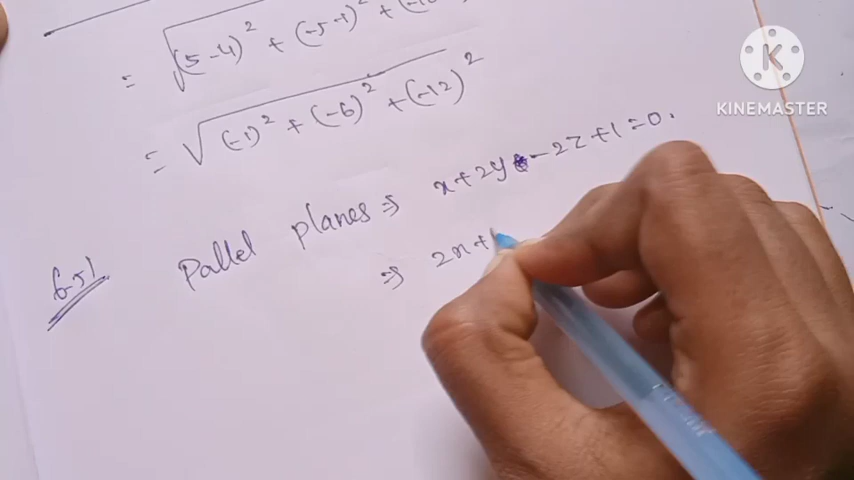 (5-4)² + (-5-1)² + (-10
= √(-1)² + (-6)² + (-12)²
KINEMASTER
6.51 Pallel planes ⇒ x+2y-2z+1=0.
⇒ 2x+